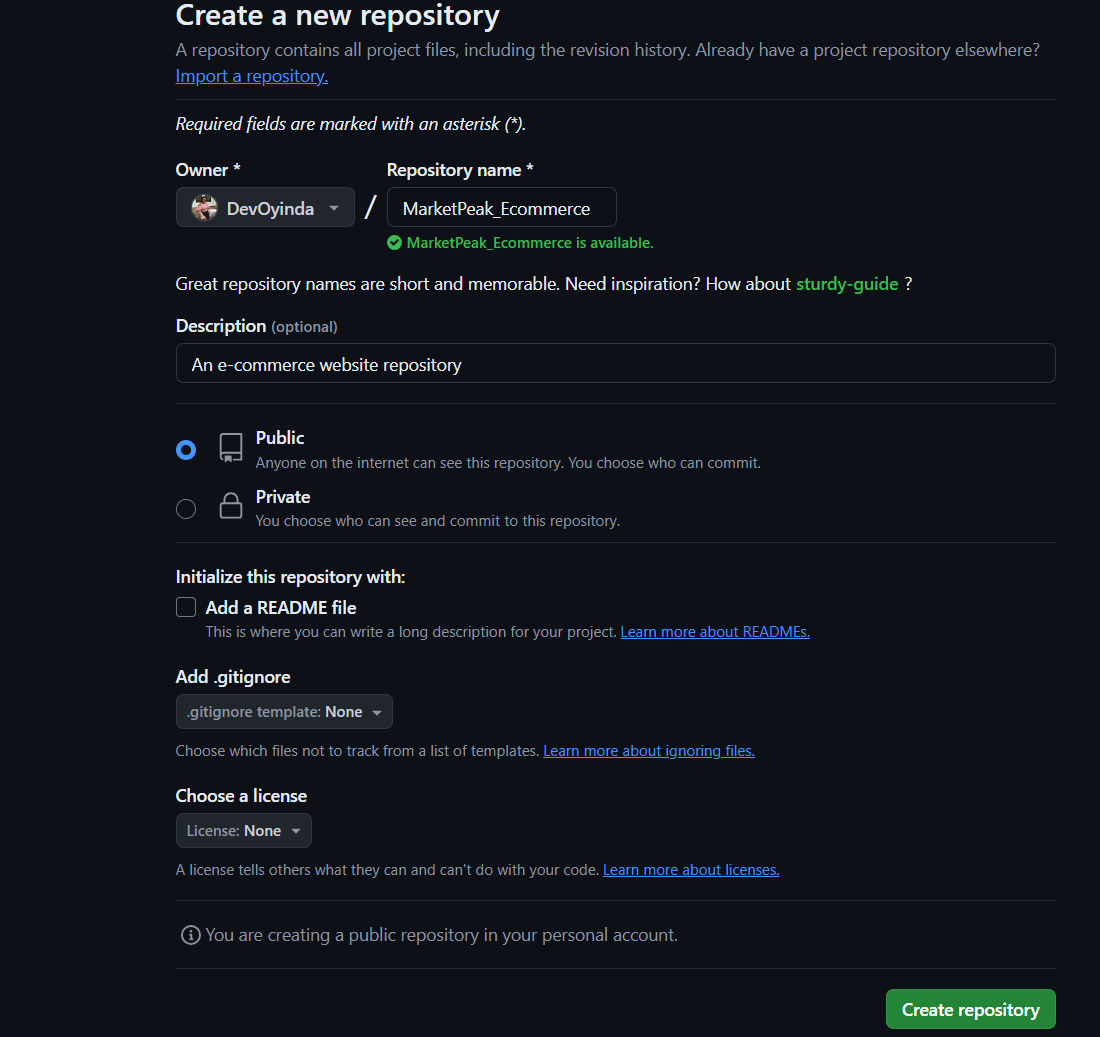 Create a new repository
A repository contains all project files, including the revision history. Already have a project repository elsewhere?
Import a repository.
Required fields are marked with an asterisk (*).
Owner * Repository name *
DevOyinda / MarketPeak_Ecommerce
MarketPeak_Ecommerce is available.
Great repository names are short and memorable. Need inspiration? How about sturdy-guide ?
Description (optional)
An e-commerce website repository
Public
Anyone on the internet can see this repository. You choose who can commit.
Private
You choose who can see and commit to this repository.
Initialize this repository with:
Add a README file
This is where you can write a long description for your project. Learn more about READMEs.
Add .gitignore
.gitignore template: None
Choose which files not to track from a list of templates. Learn more about ignoring files.
Choose a license
License: None
A license tells others what they can and can't do with your code. Learn more about licenses.
You are creating a public repository in your personal account.
Create repository